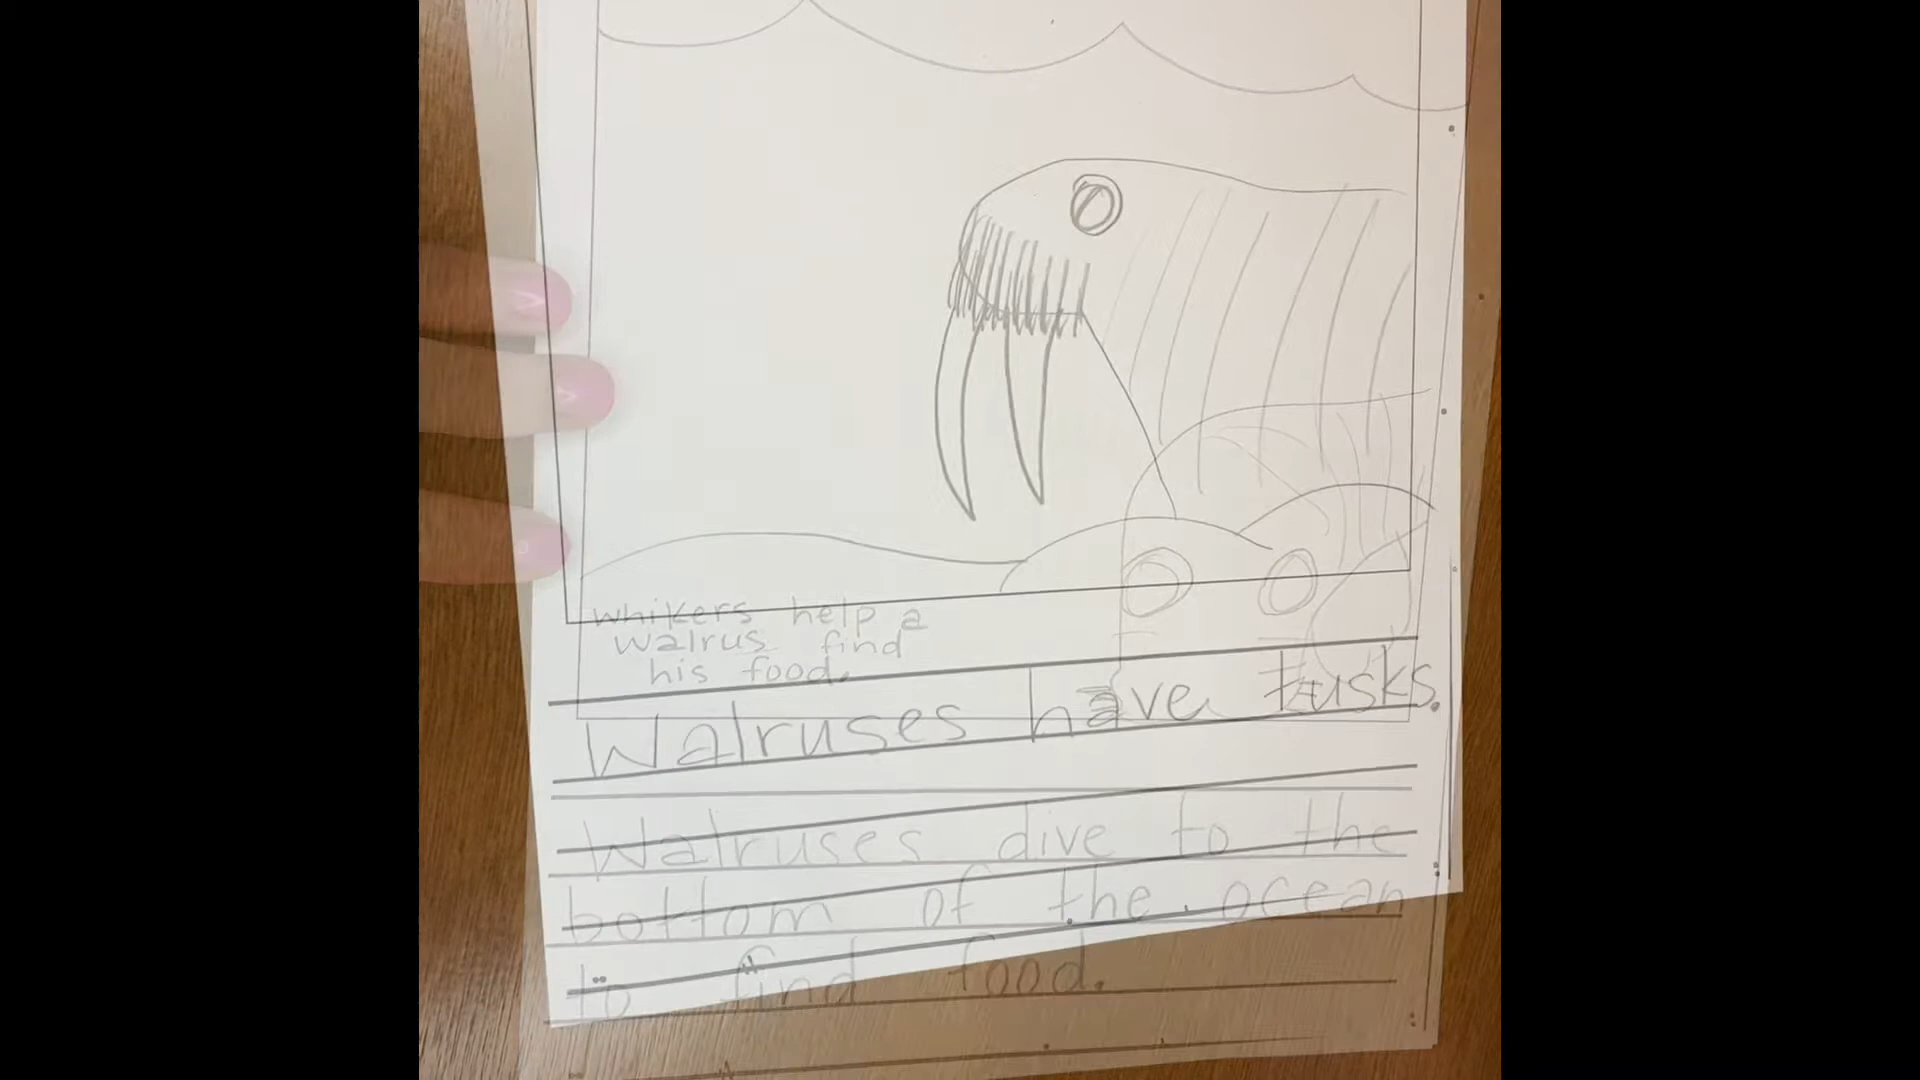 whikers help a
walrus find
his food.
Walruses have tusks.
Walruses dive to the
bottom of the ocean
to find food.